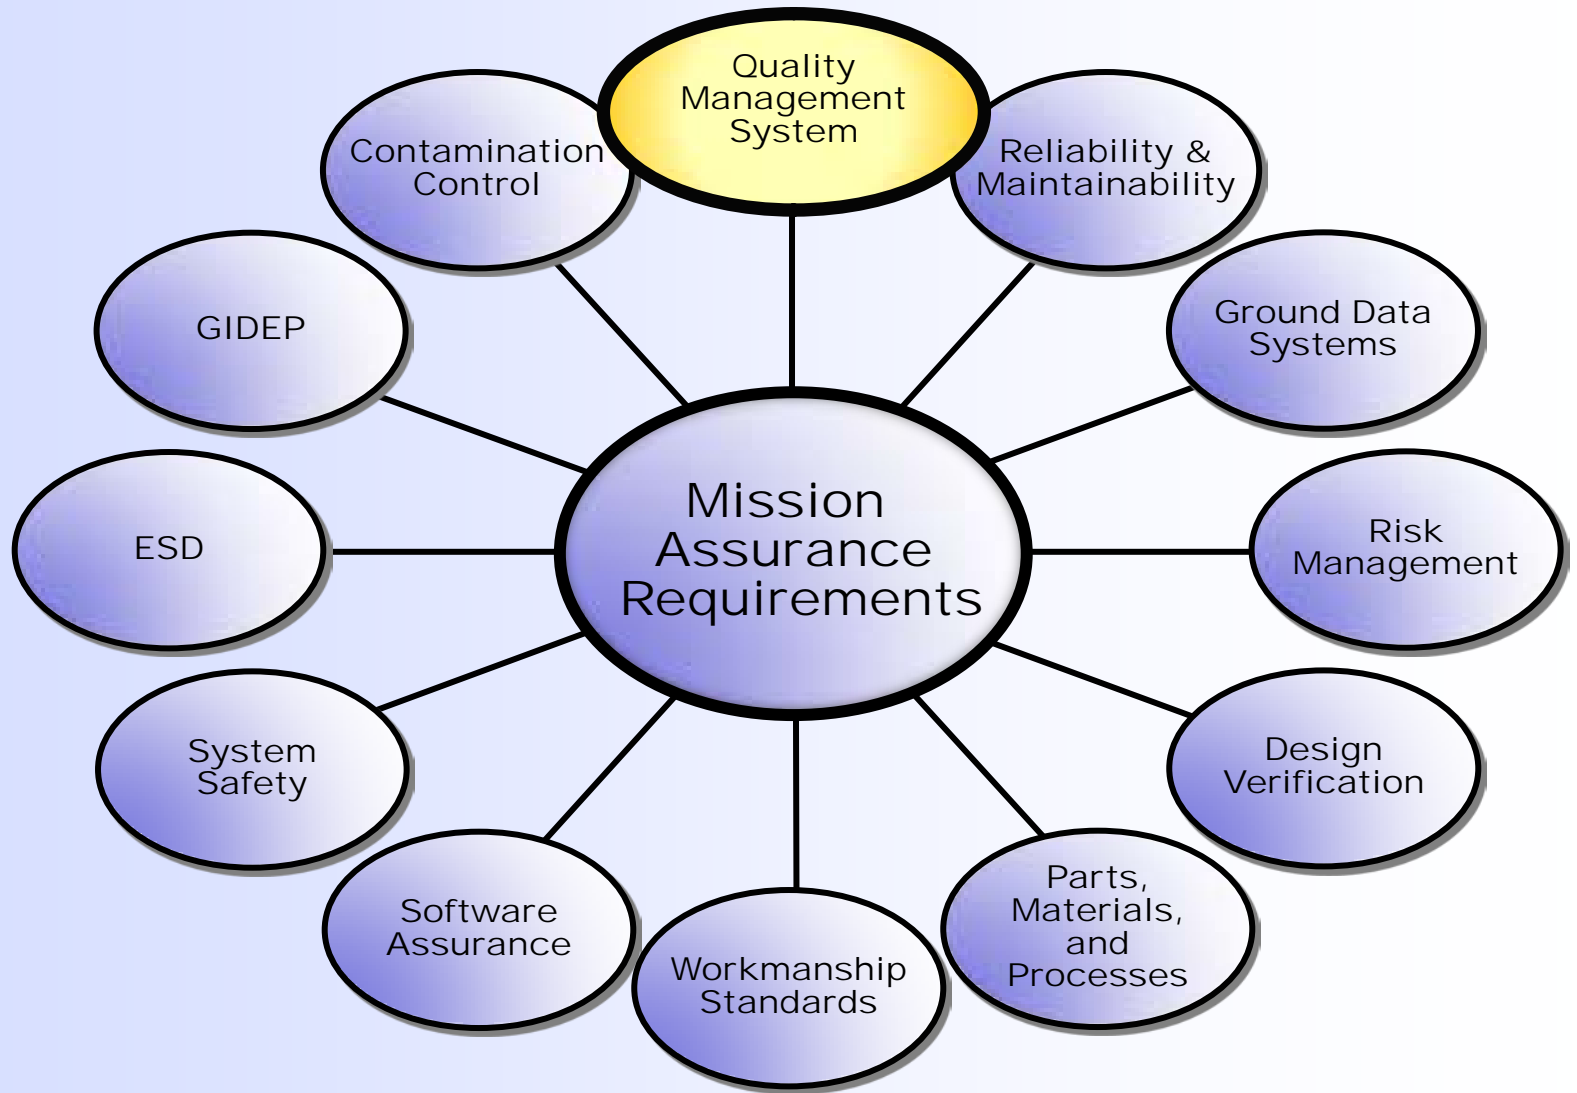 Quality
Management
System
Reliability &
Maintainability
Ground Data
Systems
Risk
Management
Design
Verification
Parts,
Materials,
and
Processes
Workmanship
Standards
Software
Assurance
System
Safety
ESD
GIDEP
Contamination
Control
Mission
Assurance
Requirements